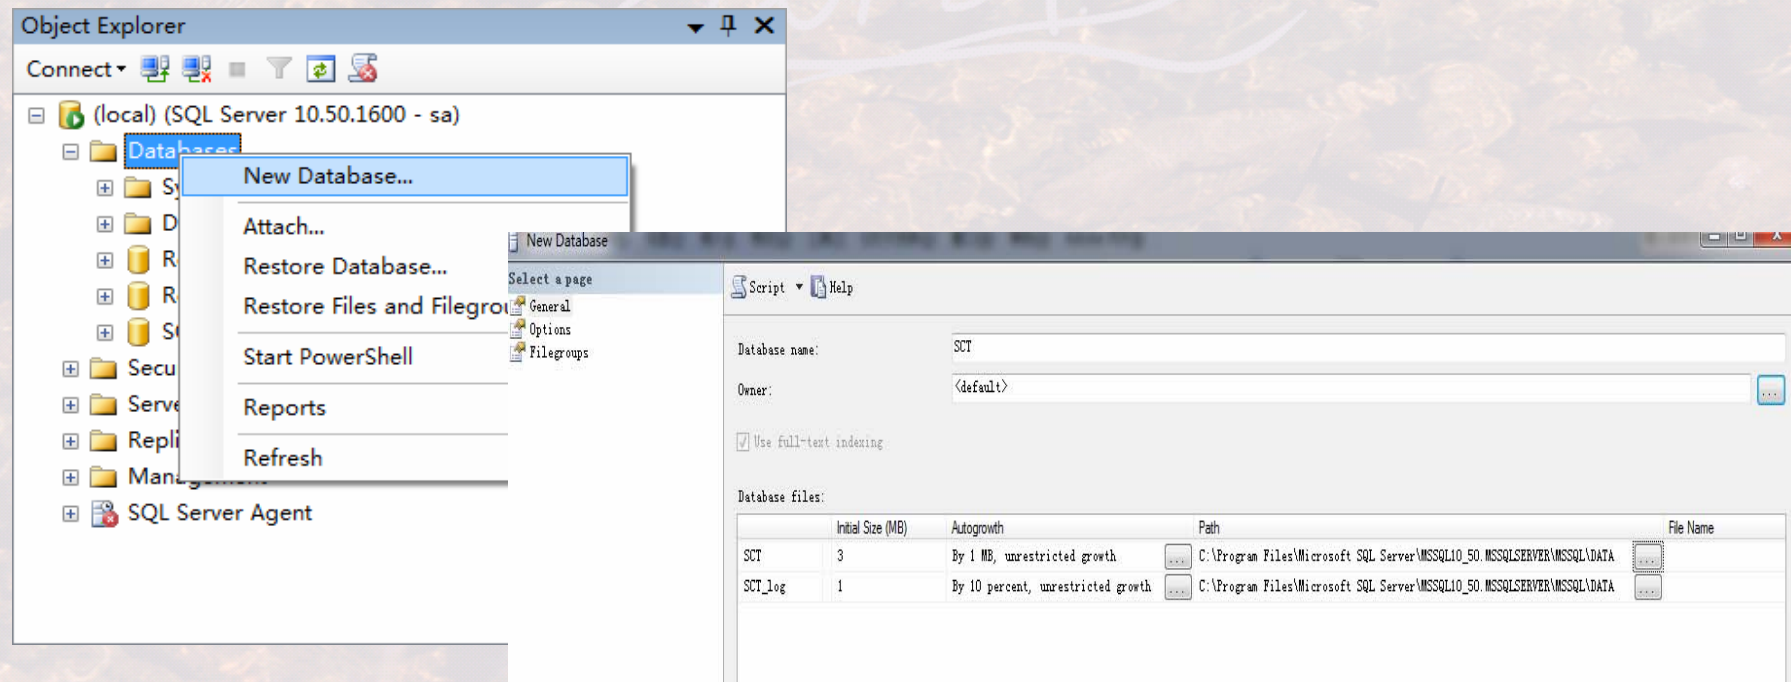 Object Explorer
Connect
(local) (SQL Server 10.50.1600 - sa)
Databases
New Database...
Sy
Attach...
D
Restore Database...
R
Restore Files and Filegrou
R
Start PowerShell
S
Secu
Reports
Serve
Repli
Refresh
Management
SQL Server Agent
New Database
Select a page
General
Options
Filegroups
Script Help
Database name: SCT
Owner: <default> ...
Use full-text indexing
Database files:
Initial Size (MB) Autogrowth Path File Name
SCT 3 By 1 MB, unrestricted growth ... C:\Program Files\Microsoft SQL Server\MSSQL10_50.MSSQLSERVER\MSSQL\DATA ...
SCT_log 1 By 10 percent, unrestricted growth ... C:\Program Files\Microsoft SQL Server\MSSQL10_50.MSSQLSERVER\MSSQL\DATA ...